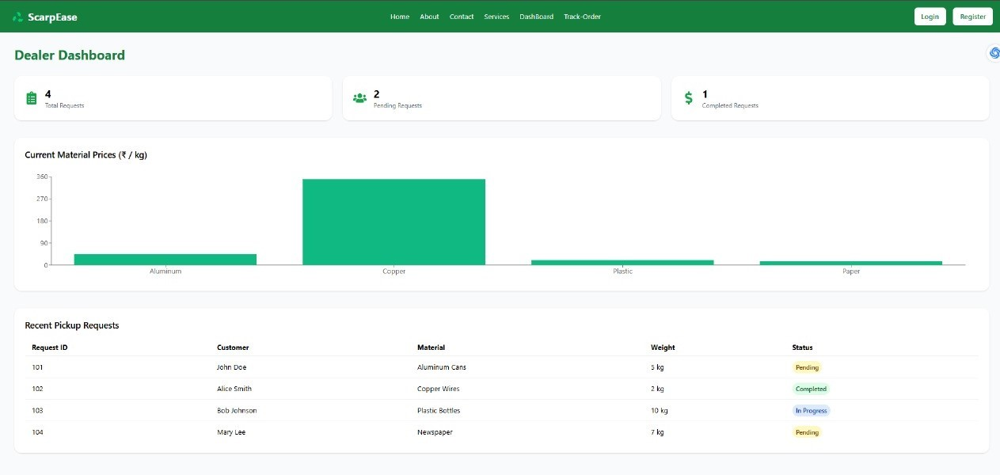 ScarpEase Home About Contact Services DashBoard Track-Order Login Register
Dealer Dashboard
4
Total Requests
2
Pending Requests
1
Completed Requests
Current Material Prices (₹ / kg)
360
270
180
90
0
Aluminum Copper Plastic Paper
Recent Pickup Requests
Request ID Customer Material Weight Status
101 John Doe Aluminum Cans 5 kg Pending
102 Alice Smith Copper Wires 2 kg Completed
103 Bob Johnson Plastic Bottles 10 kg In Progress
104 Mary Lee Newspaper 7 kg Pending